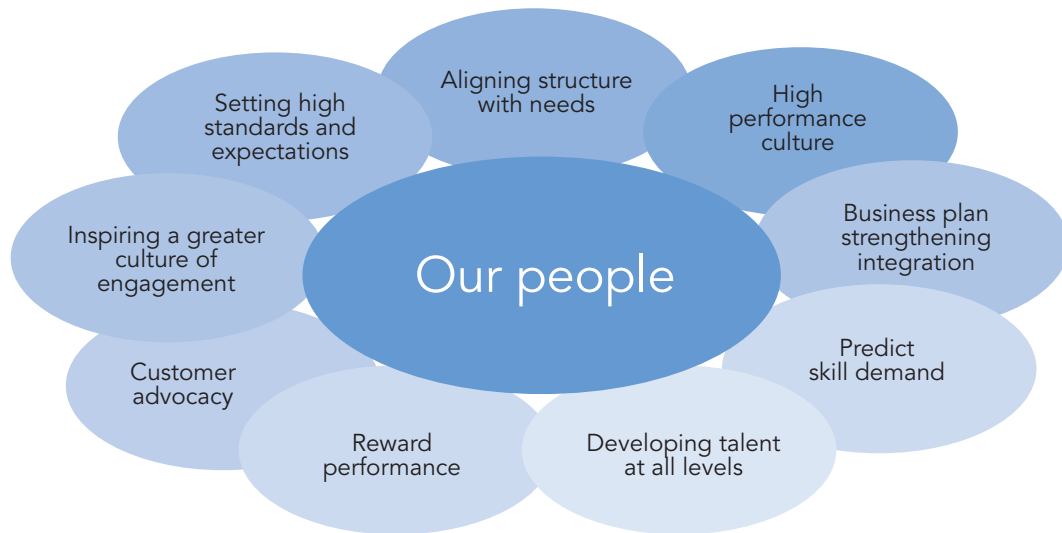 Aligning structure
with needs
High
performance
culture
Business plan
strengthening
integration
Predict
skill demand
Developing talent
at all levels
Reward
performance
Customer
advocacy
Inspiring a greater
culture of
engagement
Setting high
standards and
expectations
Our people